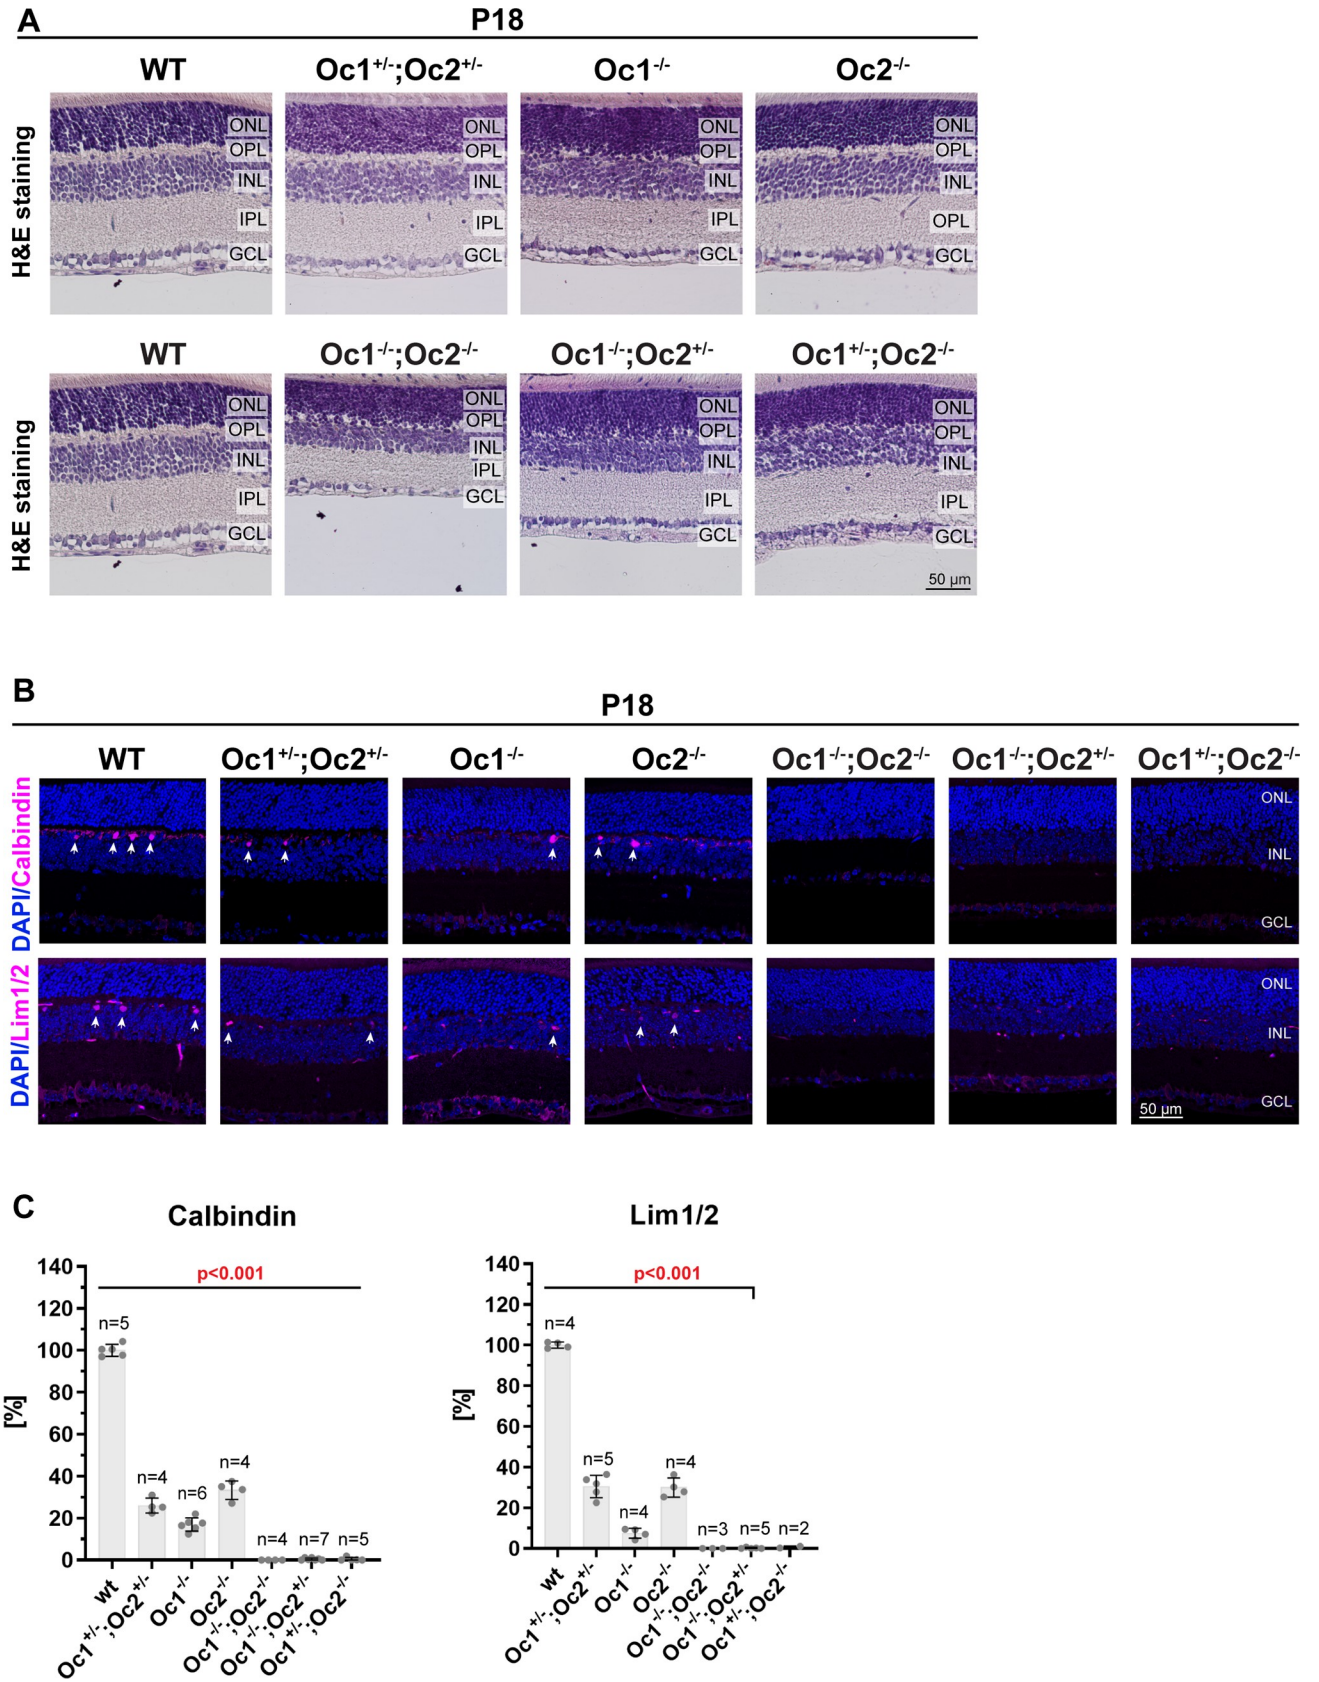 A
P18
WT Oc1+/-;Oc2+/- Oc1-/- Oc2-/-
H&E staining
ONL ONL ONL ONL
OPL OPL OPL OPL
INL INL INL INL
IPL IPL IPL OPL
GCL GCL GCL GCL
WT Oc1-/-;Oc2-/- Oc1-/-;Oc2+/- Oc1+/-;Oc2-/-
H&E staining
ONL ONL ONL ONL
OPL OPL OPL OPL
INL INL INL INL
IPL IPL IPL IPL
GCL GCL GCL GCL
50 µm
B
P18
WT Oc1+/-;Oc2+/- Oc1-/- Oc2-/- Oc1-/-;Oc2-/- Oc1-/-;Oc2+/- Oc1+/-;Oc2-/-
DAPI/Calbindin
ONL
INL
GCL
DAPI/Lim1/2
ONL
INL
GCL
50 µm
C
Calbindin
p<0.001
[%]
140
120
100
80
60
40
20
0
n=5
n=4
n=6
n=4
n=4
n=7
n=5
wt
Oc1+/-;Oc2+/-
Oc1-/-
Oc2-/-
Oc1-/-;Oc2-/-
Oc1-/-;Oc2+/-
Oc1+/-;Oc2-/-
Lim1/2
p<0.001
[%]
140
120
100
80
60
40
20
0
n=4
n=5
n=4
n=4
n=3
n=5
n=2
wt
Oc1+/-;Oc2+/-
Oc1-/-
Oc2-/-
Oc1-/-;Oc2-/-
Oc1-/-;Oc2+/-
Oc1+/-;Oc2-/-